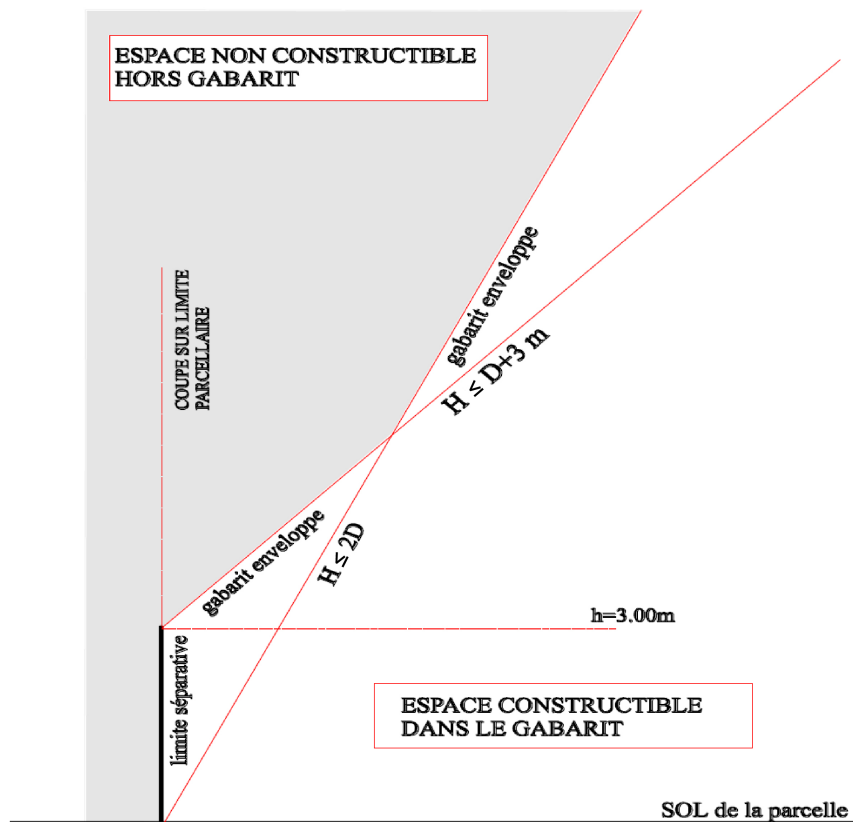 ESPACE NON CONSTRUCTIBLE
HORS GABARIT
gabarit enveloppe
COUPE SUR LIMITE
PARCELLAIRE
H ≤ D+3 m
gabarit enveloppe
H ≤ 2D
h=3.00m
limite séparative
ESPACE CONSTRUCTIBLE
DANS LE GABARIT
SOL de la parcelle